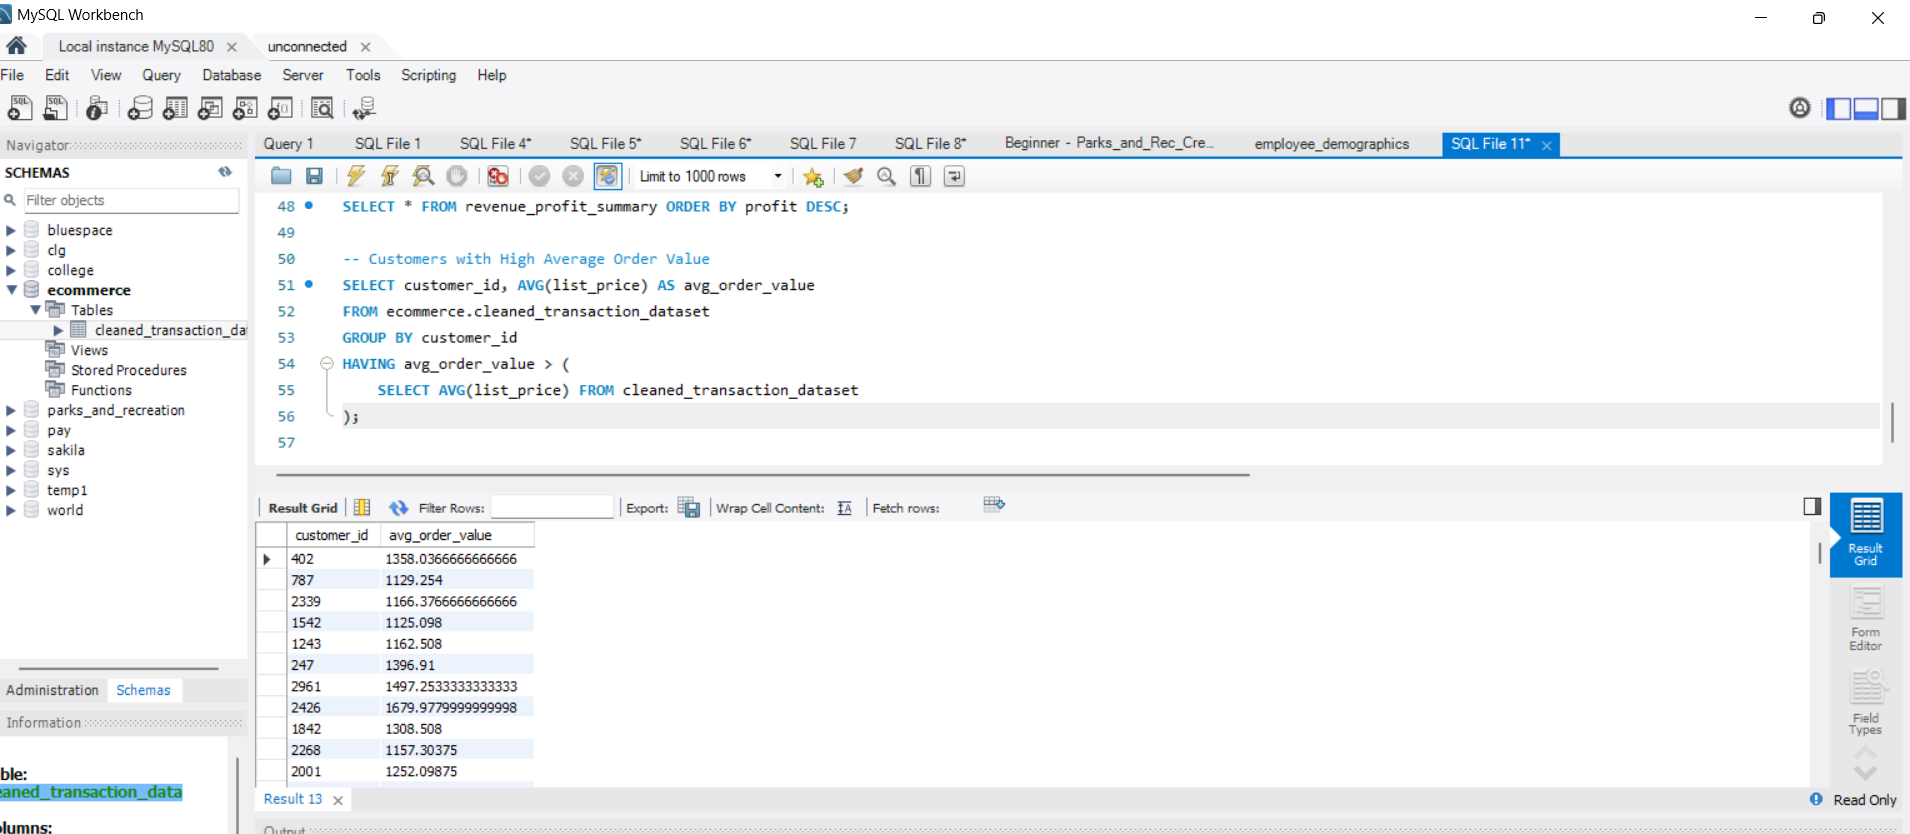 MySQL Workbench
Local instance MySQL80
unconnected
File Edit View Query Database Server Tools Scripting Help
Navigator
Query 1 SQL File 1 SQL File 4* SQL File 5* SQL File 6* SQL File 7 SQL File 8* Beginner - Parks_and_Rec_Cre... employee_demographics SQL File 11*
SCHEMAS
Limit to 1000 rows
Filter objects
bluespace
clg
college
ecommerce
Tables
cleaned_transaction_dat
Views
Stored Procedures
Functions
parks_and_recreation
pay
sakila
sys
temp1
world
48 SELECT * FROM revenue_profit_summary ORDER BY profit DESC;
49
50 -- Customers with High Average Order Value
51 SELECT customer_id, AVG(list_price) AS avg_order_value
52 FROM ecommerce.cleaned_transaction_dataset
53 GROUP BY customer_id
54 HAVING avg_order_value > (
55 SELECT AVG(list_price) FROM cleaned_transaction_dataset
56 );
57
Result Grid Filter Rows: Export: Wrap Cell Content: Fetch rows:
customer_id avg_order_value
402 1358.0366666666666
787 1129.254
2339 1166.3766666666666
1542 1125.098
1243 1162.508
247 1396.91
2961 1497.2533333333333
2426 1679.9779999999998
1842 1308.508
2268 1157.30375
2001 1252.09875
Result
Grid
Form
Editor
Field
Types
Administration Schemas
Information
ble:
eaned_transaction_data
olumns:
Result 13
Read Only
Output